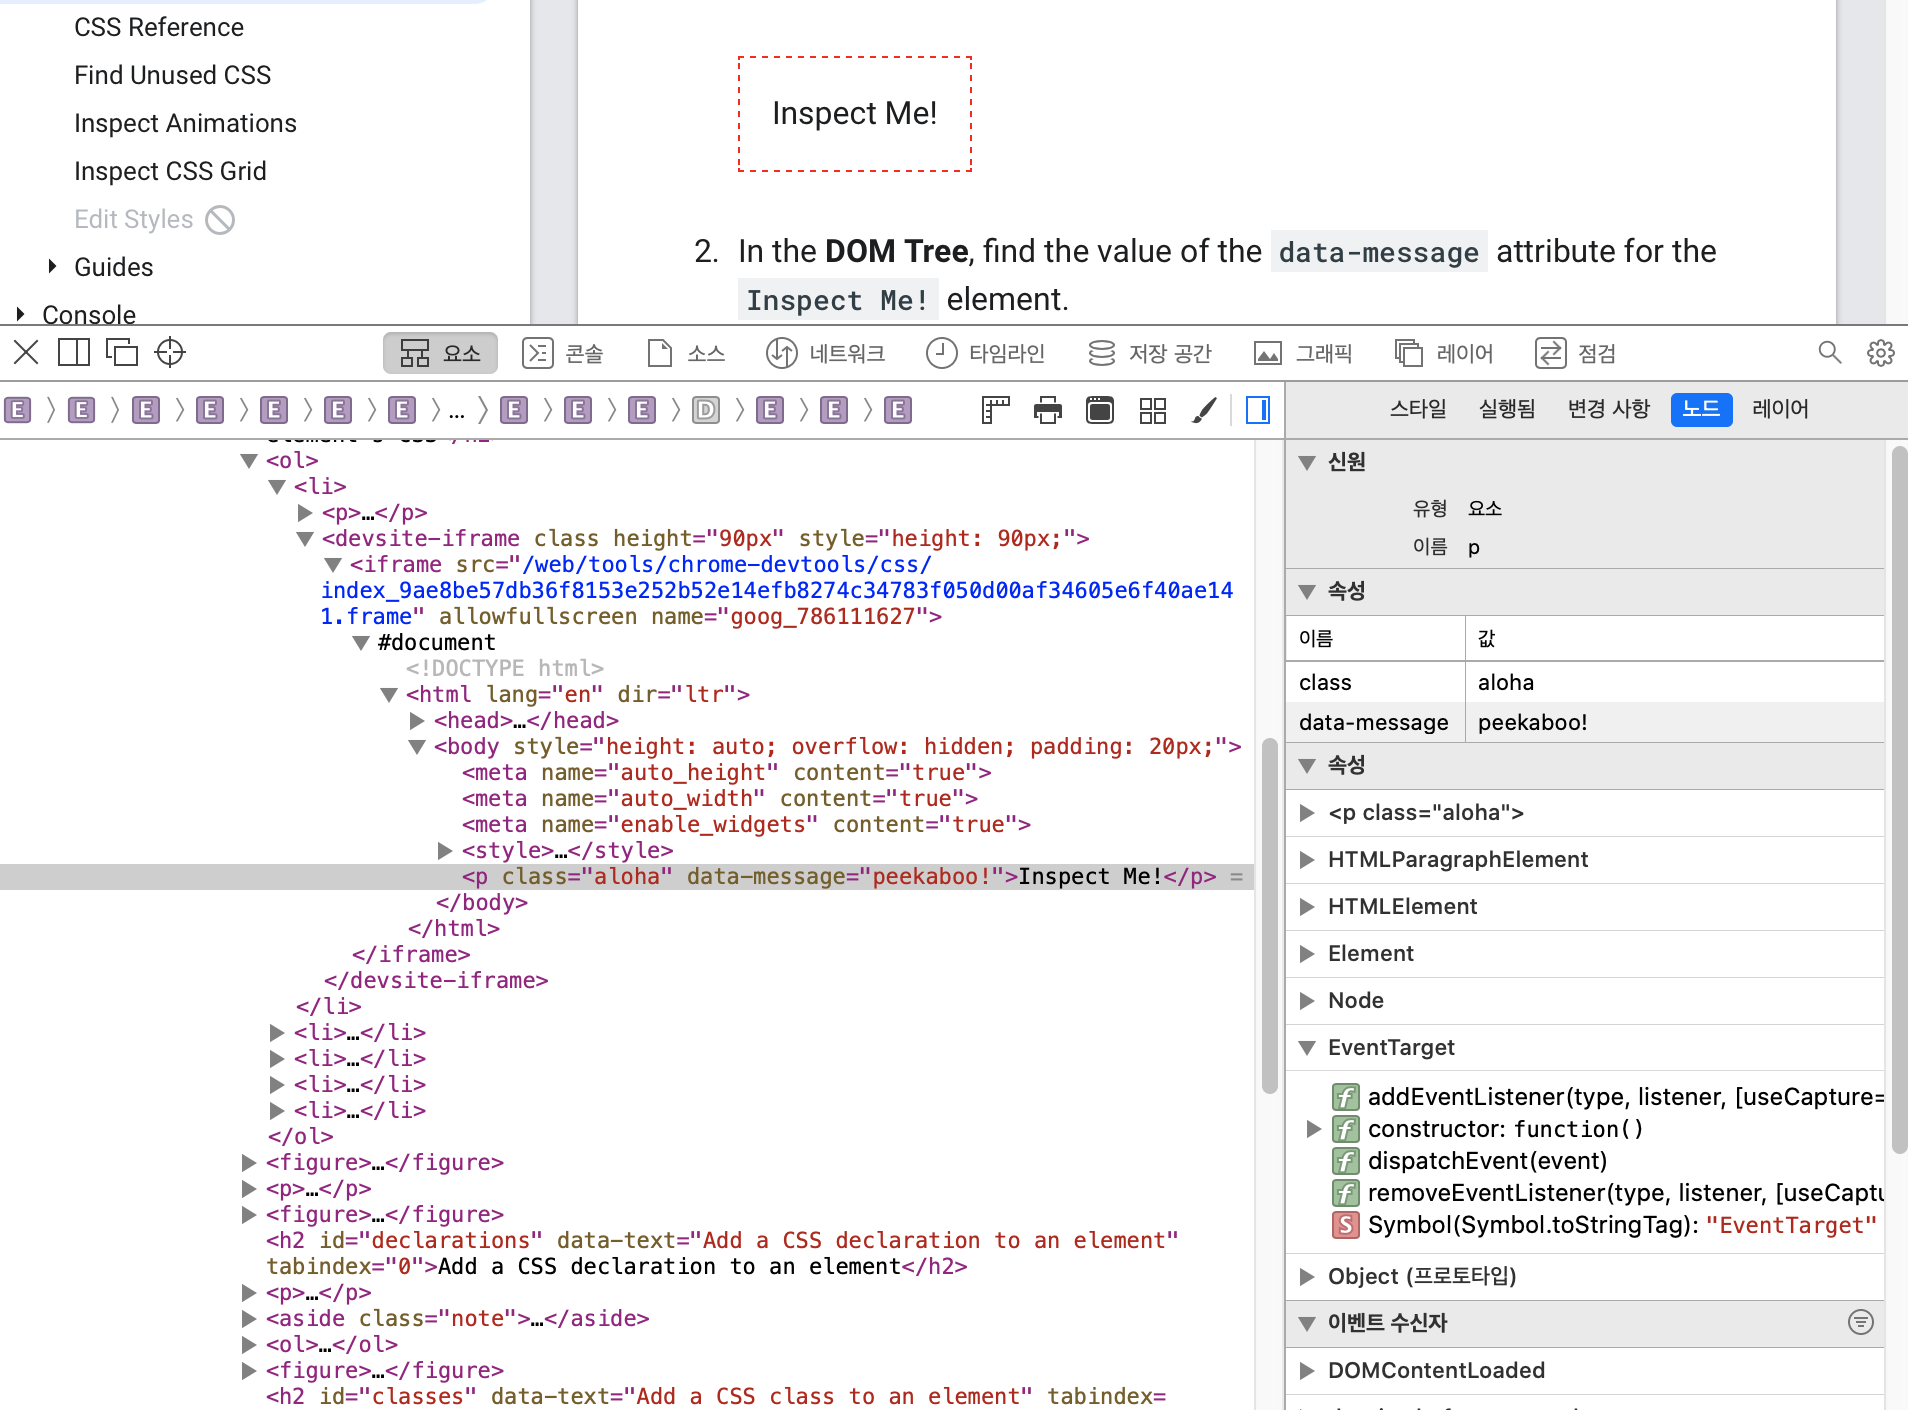 CSS Reference
Find Unused CSS
Inspect Animations
Inspect CSS Grid
Edit Styles
Guides
Console
Inspect Me!
2. In the DOM Tree, find the value of the data-message attribute for the
Inspect Me! element.
요소 콘솔 소스 네트워크 타임라인 저장 공간 그래픽 레이어 점검
E E E E E E E … E E E D E E E
스타일 실행됨 변경 사항 노드 레이어
<ol>
<li>
<p>…</p>
<devsite-iframe class height="90px" style="height: 90px;">
<iframe src="/web/tools/chrome-devtools/css/
index_9ae8be57db36f8153e252b52e14efb8274c34783f050d00af34605e6f40ae14
1.frame" allowfullscreen name="goog_786111627">
#document
<!DOCTYPE html>
<html lang="en" dir="ltr">
<head>…</head>
<body style="height: auto; overflow: hidden; padding: 20px;">
<meta name="auto_height" content="true">
<meta name="auto_width" content="true">
<meta name="enable_widgets" content="true">
<style>…</style>
<p class="aloha" data-message="peekaboo!">Inspect Me!</p> =
</body>
</html>
</iframe>
</devsite-iframe>
</li>
<li>…</li>
<li>…</li>
<li>…</li>
<li>…</li>
</ol>
<figure>…</figure>
<p>…</p>
<figure>…</figure>
<h2 id="declarations" data-text="Add a CSS declaration to an element"
tabindex="0">Add a CSS declaration to an element</h2>
<p>…</p>
<aside class="note">…</aside>
<ol>…</ol>
<figure>…</figure>
<h2 id="classes" data-text="Add a CSS class to an element" tabindex=
신원
유형 요소
이름 p
속성
이름 값
class aloha
data-message peekaboo!
속성
<p class="aloha">
HTMLParagraphElement
HTMLElement
Element
Node
EventTarget
f addEventListener(type, listener, [useCapture=
f constructor: function()
f dispatchEvent(event)
f removeEventListener(type, listener, [useCaptu
S Symbol(Symbol.toStringTag): "EventTarget"
Object (프로토타입)
이벤트 수신자
DOMContentLoaded